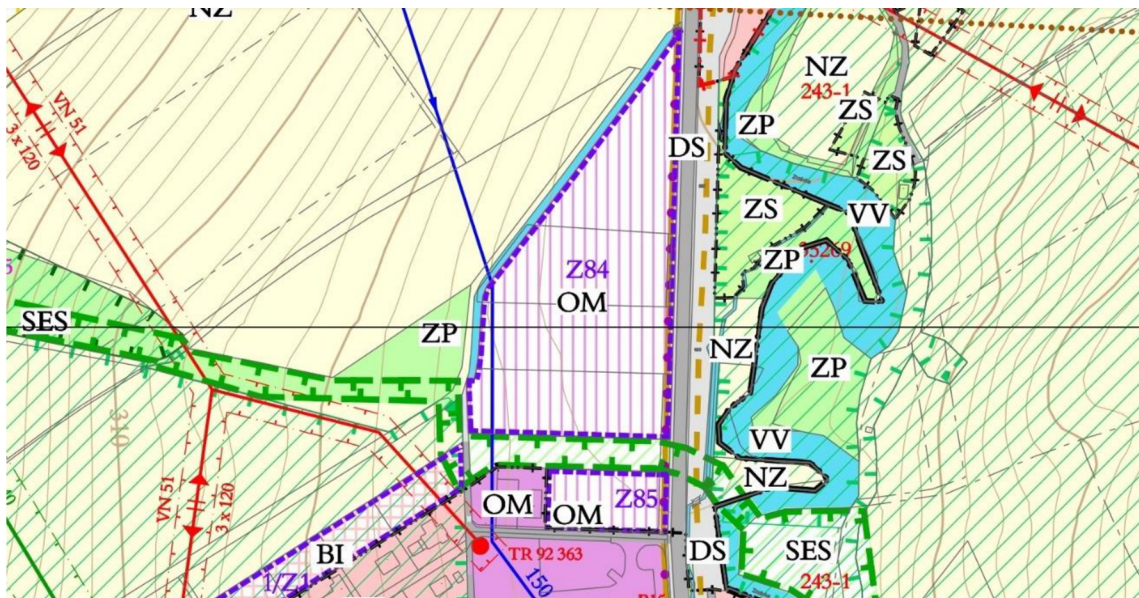 NZ
VN 51
3 x 120
NZ
243-1
ZS
ZP
DS
ZS
ZS
VV
ZP
Z84
OM
SES
ZP
NZ
ZP
310
VV
NZ
VN 51
3 x 120
OM
OM
Z85
BI
TR 92 363
DS
SES
243-1
1/Z1
150